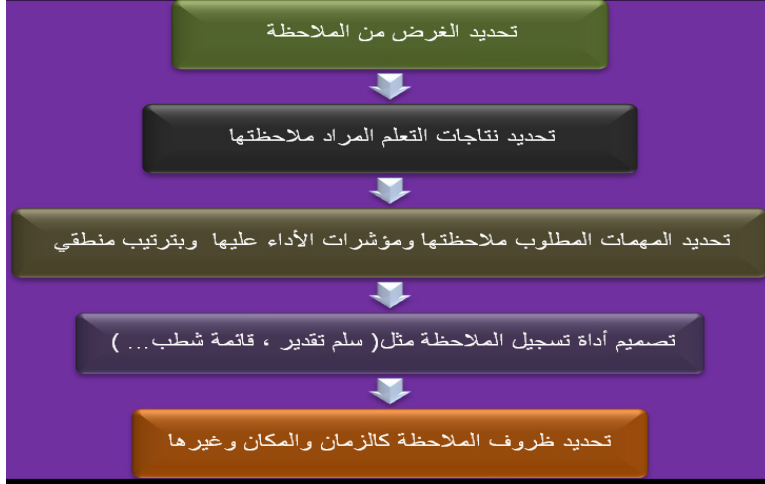 تحديد الغرض من الملاحظة
تحديد نتاجات التعلم المراد ملاحظتها
تحديد المهمات المطلوب ملاحظتها ومؤشرات الأداء عليها وبترتيب منطقي
تصميم أداة تسجيل الملاحظة مثل( سلم تقدير ، قائمة شطب... )
تحديد ظروف الملاحظة كالزمان والمكان وغيرها